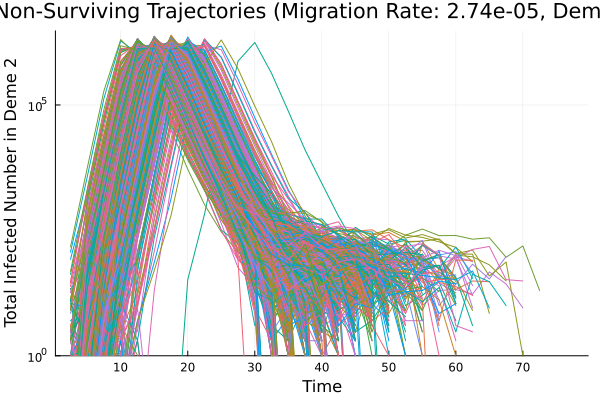 Non-Surviving Trajectories (Migration Rate: 2.74e-05, Dem
Total Infected Number in Deme 2
10⁵
10⁰
10 20 30 40 50 60 70
Time